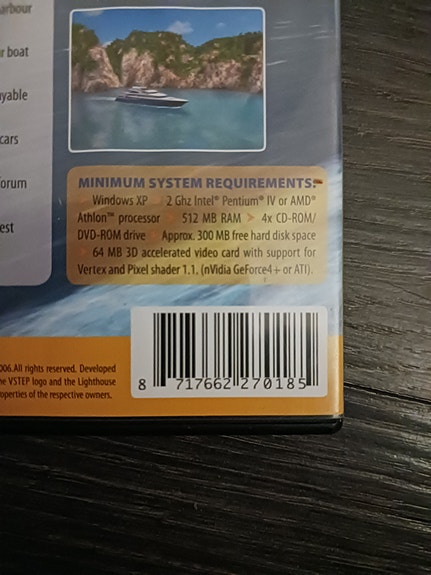 arbour
r boat
yable
cars
forum
est
MINIMUM SYSTEM REQUIREMENTS:
Windows XP 2 Ghz Intel® Pentium® IV or AMD®
Athlon™ processor > 512 MB RAM > 4x CD-ROM/
DVD-ROM drive > Approx. 300 MB free hard disk space
> 64 MB 3D accelerated video card with support for
Vertex and Pixel shader 1.1. (nVidia GeForce4+ or ATI).
006.All rights reserved. Developed
he VSTEP logo and the Lighthouse
operties of the respective owners.
8 717662 270185